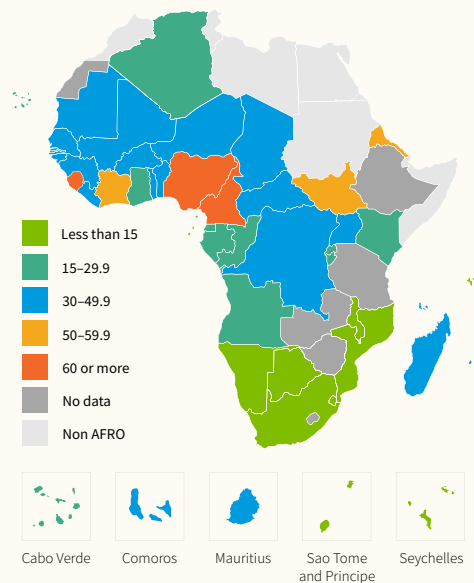 Less than 15
15–29.9
30–49.9
50–59.9
60 or more
No data
Non AFRO
Cabo Verde
Comoros
Mauritius
Sao Tome
and Principe
Seychelles